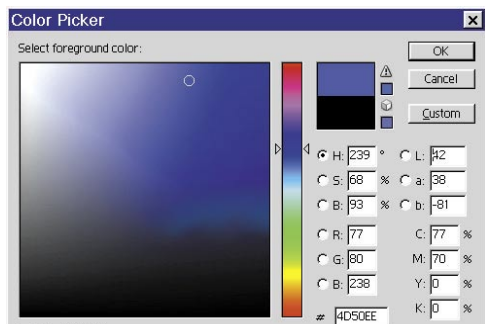 Color Picker
Select foreground color:
OK
Cancel
Custom
H: 239 ° L: 42
S: 68 % a: 38
B: 93 % b: -81
R: 77 C: 77 %
G: 80 M: 70 %
B: 238 Y: 0 %
# 4D50EE K: 0 %